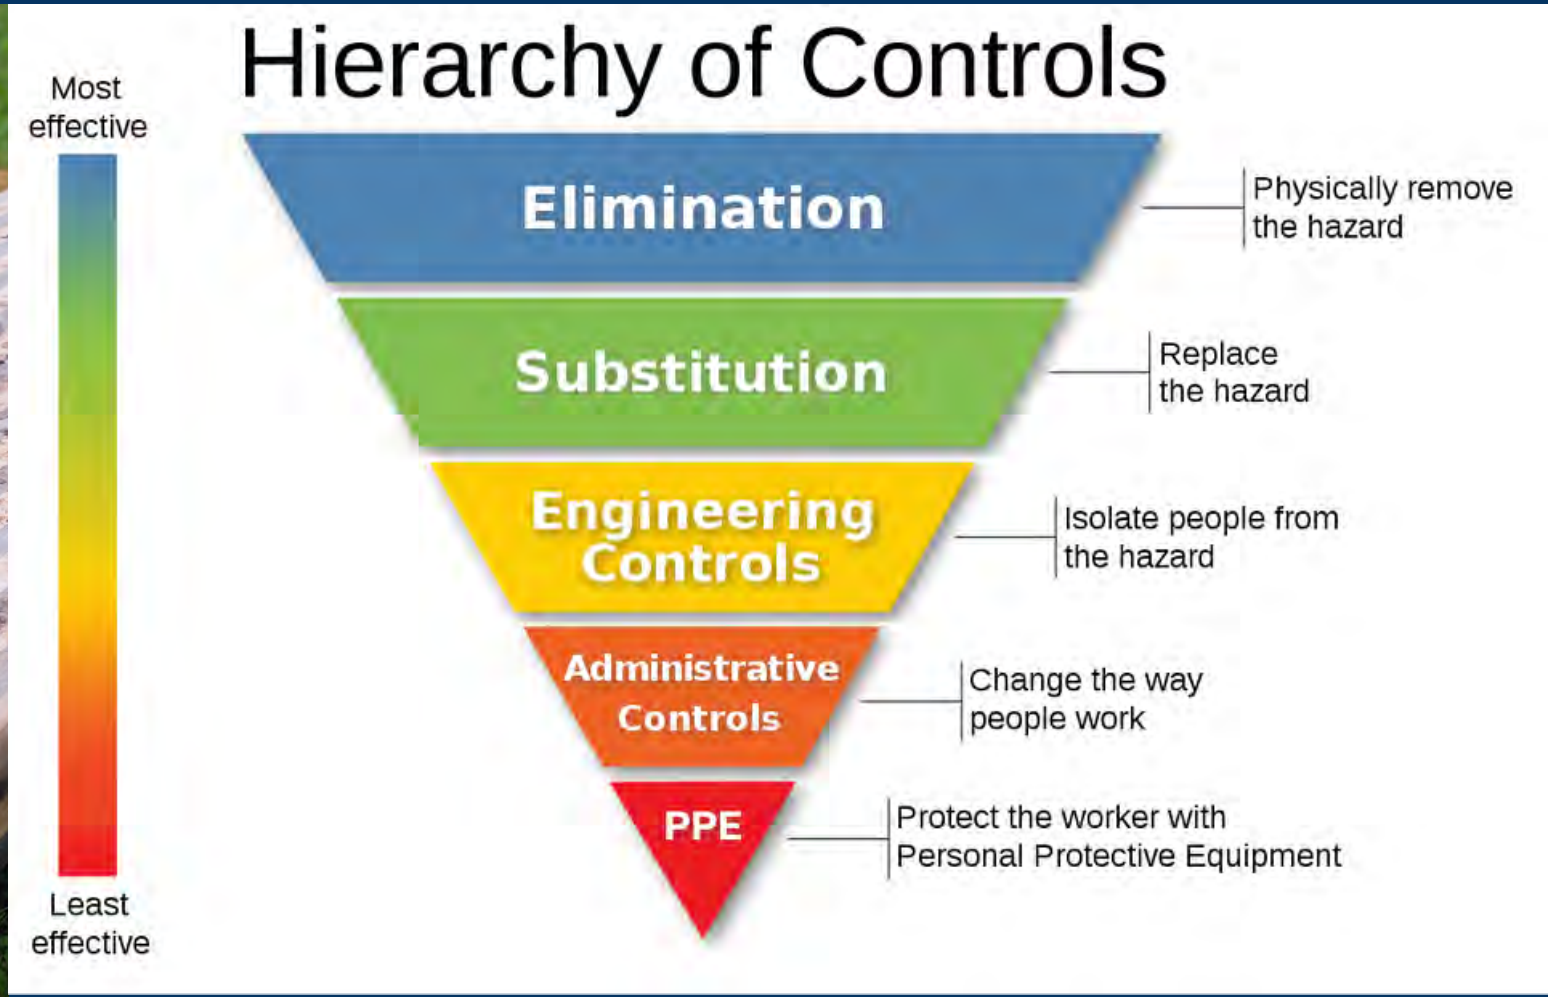 Hierarchy of Controls
Most
effective
Elimination
Physically remove
the hazard
Substitution
Replace
the hazard
Engineering
Controls
Isolate people from
the hazard
Administrative
Controls
Change the way
people work
PPE
Protect the worker with
Personal Protective Equipment
Least
effective